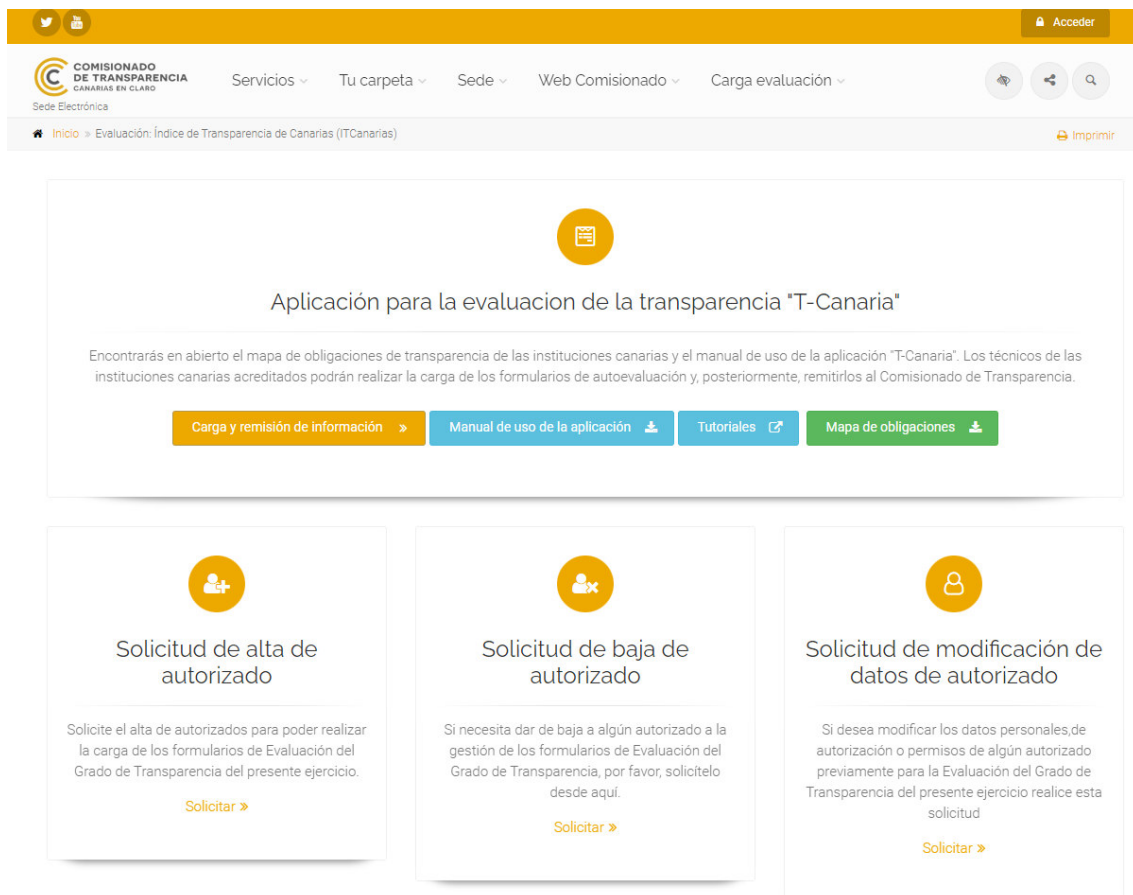 Acceder
COMISIONADO
DE TRANSPARENCIA
CANARIAS EN CLARO
Sede Electrónica
Servicios
Tu carpeta
Sede
Web Comisionado
Carga evaluación
Inicio » Evaluación: Índice de Transparencia de Canarias (ITCanarias)
Imprimir
Aplicación para la evaluacion de la transparencia "T-Canaria"
Encontrarás en abierto el mapa de obligaciones de transparencia de las instituciones canarias y el manual de uso de la aplicación "T-Canaria". Los técnicos de las
instituciones canarias acreditados podrán realizar la carga de los formularios de autoevaluación y, posteriormente, remitirlos al Comisionado de Transparencia.
Carga y remisión de información »
Manual de uso de la aplicación
Tutoriales
Mapa de obligaciones
Solicitud de alta de
autorizado
Solicite el alta de autorizados para poder realizar
la carga de los formularios de Evaluación del
Grado de Transparencia del presente ejercicio.
Solicitar »
Solicitud de baja de
autorizado
Si necesita dar de baja a algún autorizado a la
gestión de los formularios de Evaluación del
Grado de Transparencia, por favor, solicítelo
desde aquí.
Solicitar »
Solicitud de modificación de
datos de autorizado
Si desea modificar los datos personales,de
autorización o permisos de algún autorizado
previamente para la Evaluación del Grado de
Transparencia del presente ejercicio realice esta
solicitud
Solicitar »